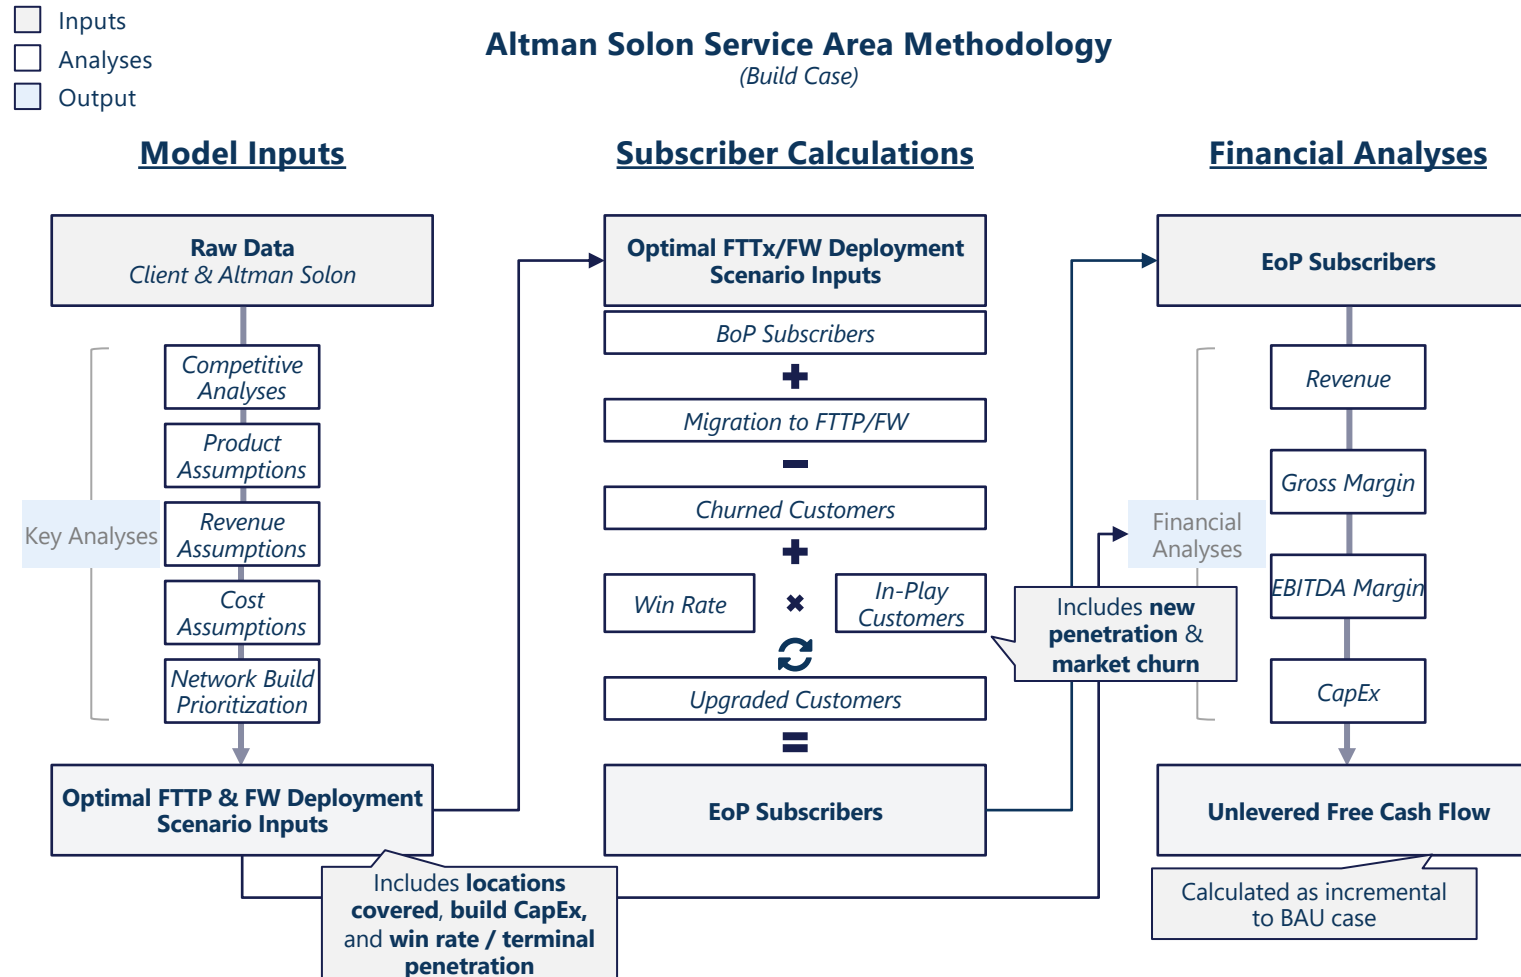 Inputs
Analyses
Output
Altman Solon Service Area Methodology
(Build Case)
Model Inputs
Raw Data
Client & Altman Solon
Competitive
Analyses
Product
Assumptions
Key Analyses
Revenue
Assumptions
Cost
Assumptions
Network Build
Prioritization
Optimal FTTP & FW Deployment
Scenario Inputs
Includes locations
covered, build CapEx,
and win rate / terminal
penetration
Subscriber Calculations
Optimal FTTx/FW Deployment
Scenario Inputs
BoP Subscribers
+
Migration to FTTP/FW
−
Churned Customers
+
Win Rate
×
In-Play
Customers
Includes new
penetration &
market churn
Upgraded Customers
=
EoP Subscribers
Financial Analyses
EoP Subscribers
Revenue
Gross Margin
Financial
Analyses
EBITDA Margin
CapEx
Unlevered Free Cash Flow
Calculated as incremental
to BAU case